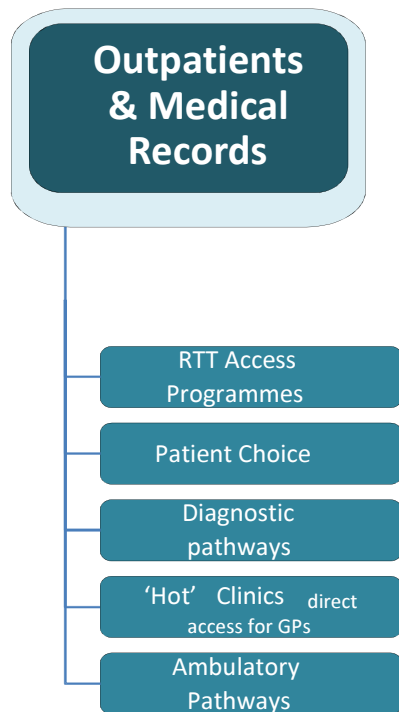 Outpatients
& Medical
Records
RTT Access
Programmes
Patient Choice
Diagnostic
pathways
‘Hot’ Clinics direct
access for GPs
Ambulatory
Pathways